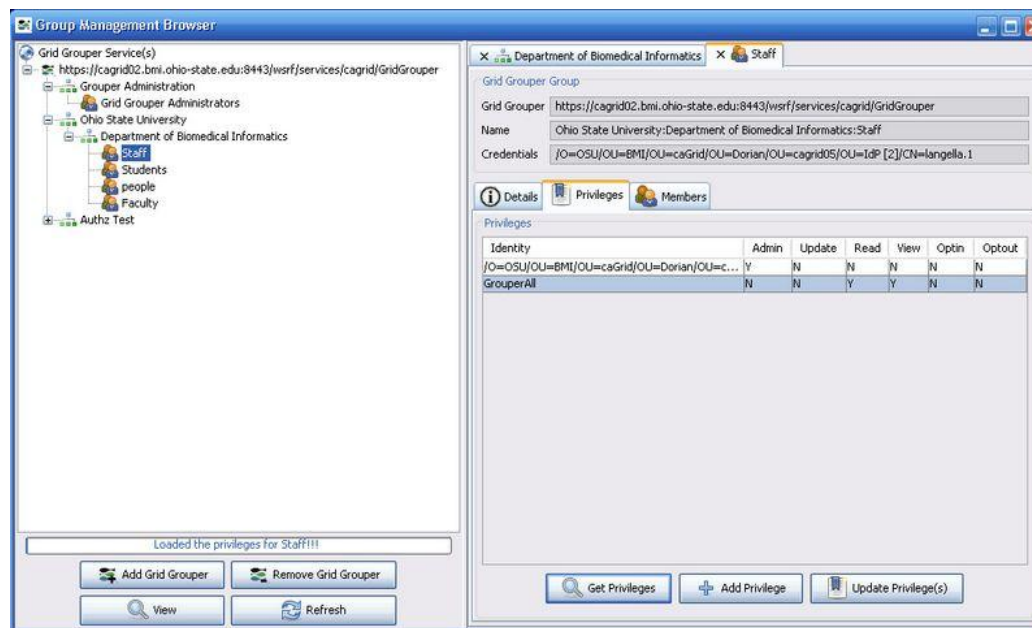 Group Management Browser
Grid Grouper Service(s)
https://cagrid02.bmi.ohio-state.edu:8443/wsrf/services/cagrid/GridGrouper
Grouper Administration
Grid Grouper Administrators
Ohio State University
Department of Biomedical Informatics
Staff
Students
people
Faculty
Authz Test
Loaded the privileges for Staff!!!
Add Grid Grouper Remove Grid Grouper
View Refresh
Department of Biomedical Informatics Staff
Grid Grouper Group
Grid Grouper https://cagrid02.bmi.ohio-state.edu:8443/wsrf/services/cagrid/GridGrouper
Name Ohio State University:Department of Biomedical Informatics:Staff
Credentials /O=OSU/OU=BMI/OU=caGrid/OU=Dorian/OU=cagrid05/OU=IdP [2]/CN=langella.1
Details Privileges Members
Privileges
Identity Admin Update Read View Optin Optout
/O=OSU/OU=BMI/OU=caGrid/OU=Dorian/OU=c... Y N N N N N
GrouperAll N N Y Y N N
Get Privileges Add Privilege Update Privilege(s)